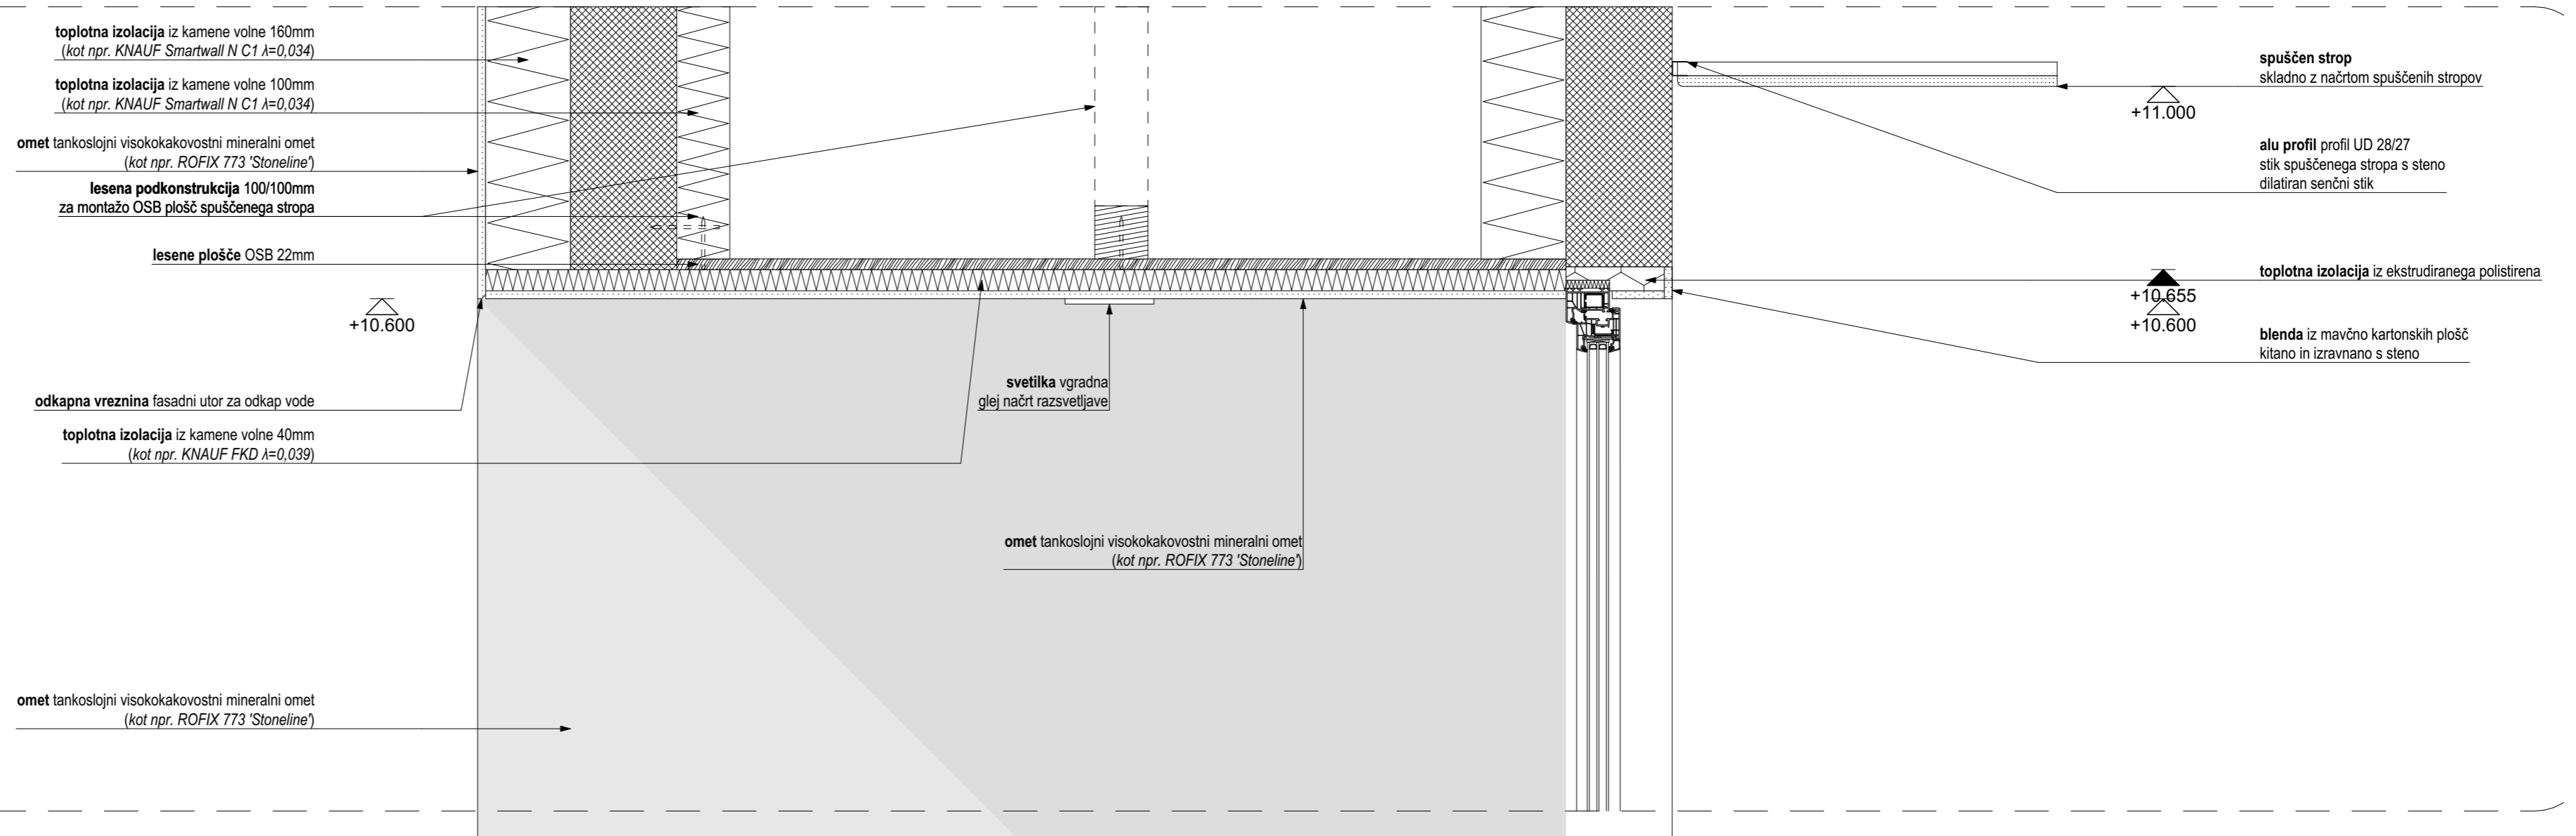 toplotna izolacija iz kamene volne 160mm
(kot npr. KNAUF Smartwall N C1 λ=0,034)
toplotna izolacija iz kamene volne 100mm
(kot npr. KNAUF Smartwall N C1 λ=0,034)
omet tankoslojni visokokakovostni mineralni omet
(kot npr. ROFIX 773 'Stoneline')
lesena podkonstrukcija 100/100mm
za montažo OSB plošč spuščenega stropa
lesene plošče OSB 22mm
+10.600
odkapna vreznina fasadni utor za odkap vode
toplotna izolacija iz kamene volne 40mm
(kot npr. KNAUF FKD λ=0,039)
omet tankoslojni visokokakovostni mineralni omet
(kot npr. ROFIX 773 'Stoneline')
svetilka vgradna
glej načrt razsvetljave
omet tankoslojni visokokakovostni mineralni omet
(kot npr. ROFIX 773 'Stoneline')
spuščen strop
skladno z načrtom spuščenih stropov
+11.000
alu profil profil UD 28/27
stik spuščenega stropa s steno
dilatiran senčni stik
toplotna izolacija iz ekstrudiranega polistirena
+10.655
+10.600
blenda iz mavčno kartonskih plošč
kitano in izravnano s steno